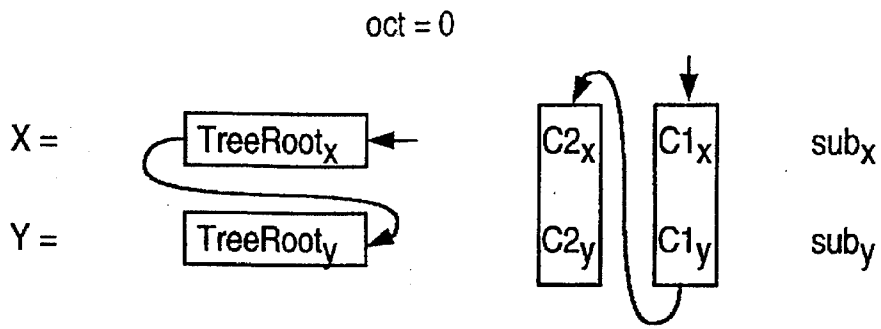 oct = 0
X = TreeRootx C2x C1x subx
Y = TreeRooty C2y C1y suby